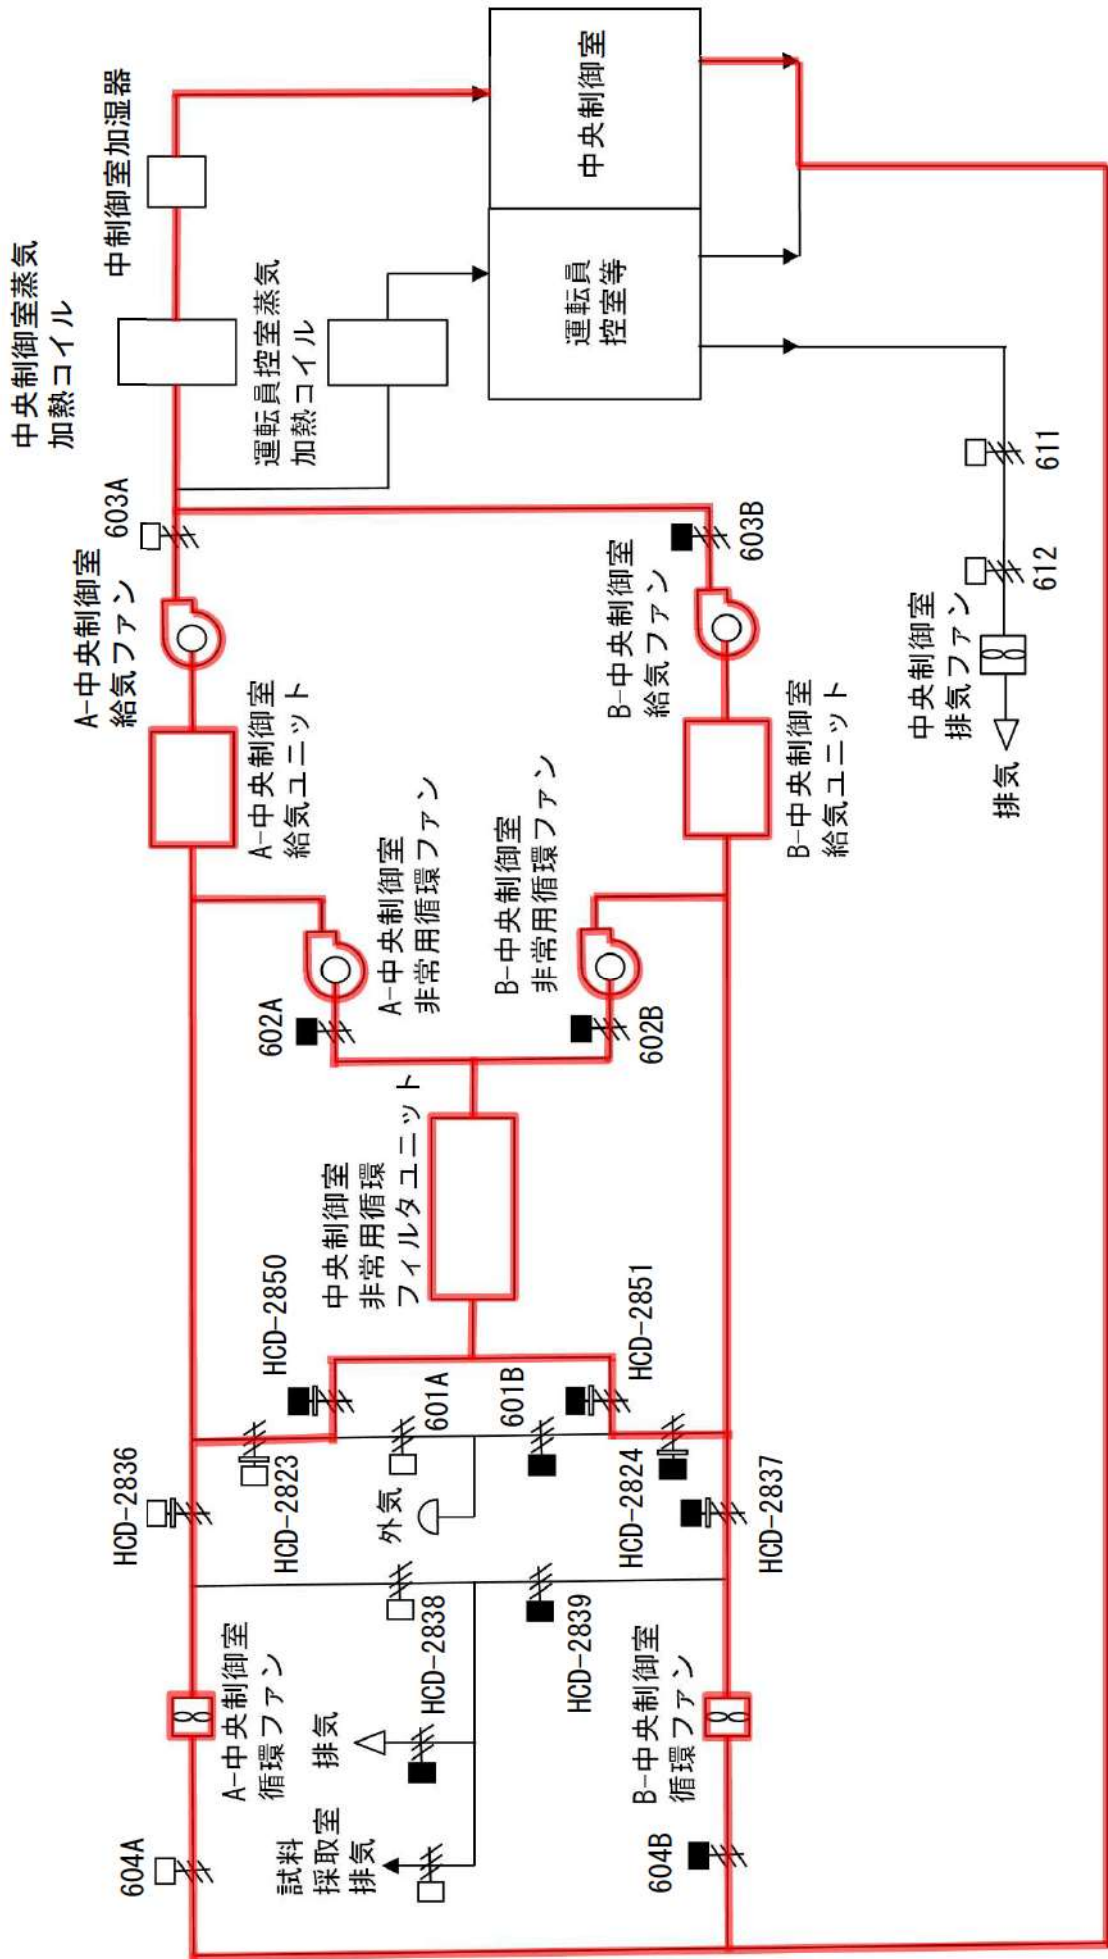 中央制御室蒸気
加熱コイル
中制御室加湿器
運転員控室蒸気
加熱コイル
中央制御室
運転員
控室等
603A
A-中央制御室
給気ファン
A-中央制御室
給気ユニット
603B
B-中央制御室
給気ファン
B-中央制御室
給気ユニット
611
612
中央制御室
排気ファン
排気
602A
A-中央制御室
非常用循環ファン
B-中央制御室
非常用循環ファン
602B
中央制御室
非常用循環
フィルタユニット
HCD-2850
HCD-2851
601A
601B
HCD-2836
HCD-2823
外気
HCD-2824
HCD-2837
HCD-2838
HCD-2839
A-中央制御室
循環ファン
排気
B-中央制御室
循環ファン
604A
試料
採取室
排気
604B